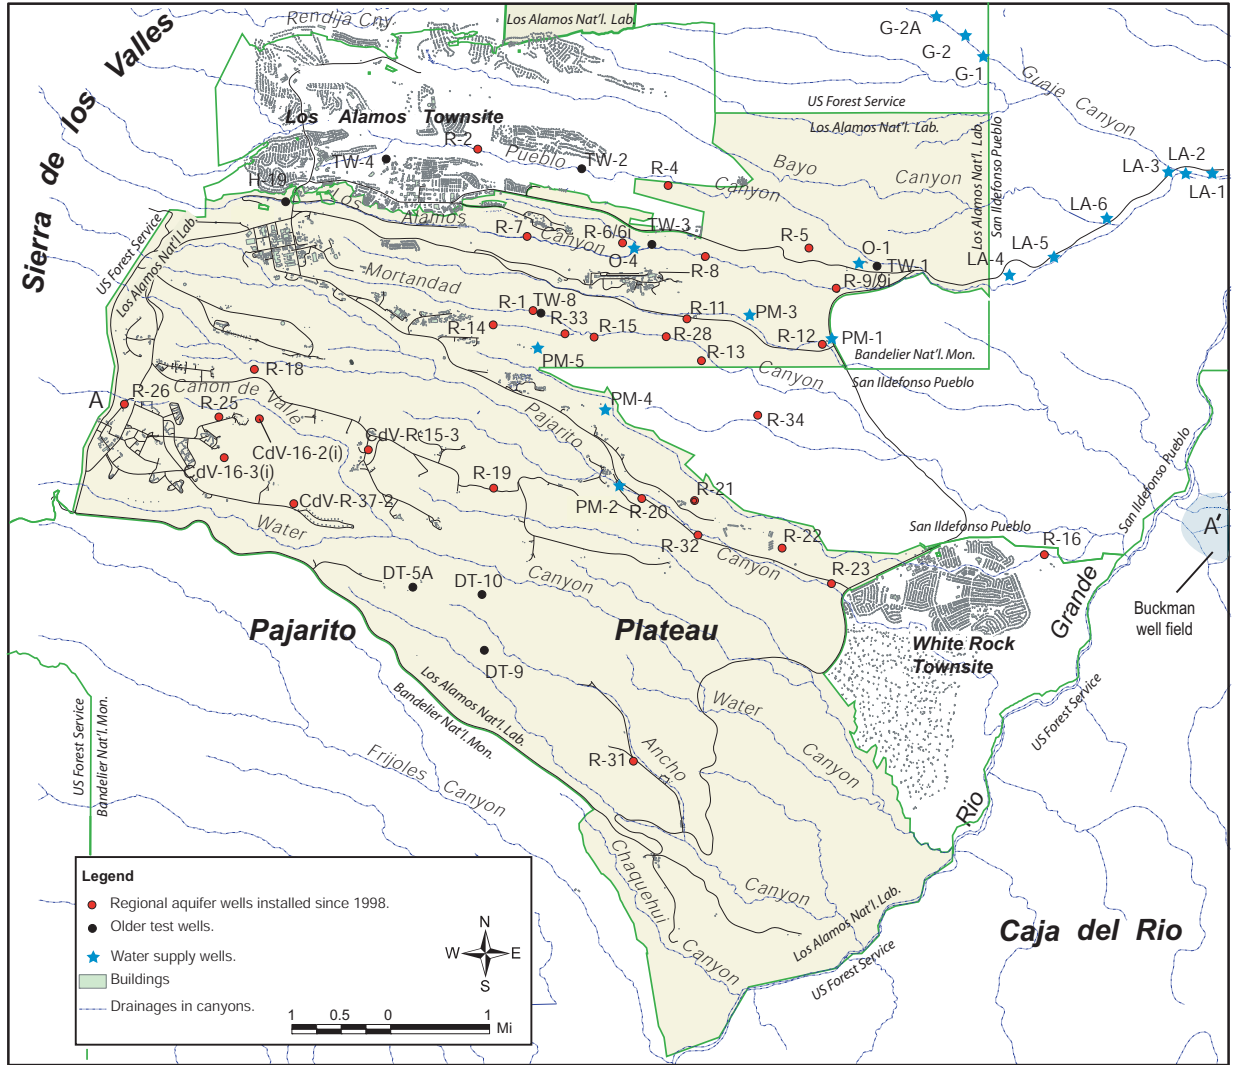 Rendija Cny.
Los Alamos Nat'l. Lab.
US Forest Service
G-2A
G-2
G-1
Guaje Canyon
Sierra de los Valles
Los Alamos Townsite
US Forest Service
Los Alamos Nat'l. Lab.
Los Alamos Nat'l. Lab.
San Ildefonso Pueblo
R-2
Pueblo Canyon
TW-4
TW-2
R-4
Bayo Canyon
LA-3
LA-2
LA-1
H-19
Los Alamos Canyon
LA-6
R-7
R-6/6i
TW-3
O-4
R-8
R-5
O-1
TW-1
LA-5
LA-4
R-9/9i
US Forest Service
Los Alamos Nat'l. Lab.
Mortandad Canyon
R-1
TW-8
R-33
R-14
R-15
R-11
R-28
PM-3
R-12
PM-1
R-13
PM-5
Bandelier Nat'l. Mon.
San Ildefonso Pueblo
R-18
Cañon de Valle
A
R-26
R-25
PM-4
R-34
Pajarito Canyon
CdV-R-15-3
CdV-16-2(i)
CdV-16-3(i)
R-19
CdV-R-37-2
PM-2
R-20
R-21
R-32
R-22
R-23
San Ildefonso Pueblo
R-16
San Ildefonso Pueblo
A'
Buckman
well field
Water Canyon
DT-5A
DT-10
DT-9
Pajarito Plateau
White Rock
Townsite
Rio Grande
US Forest Service
Los Alamos Nat'l. Lab.
Bandelier Nat'l. Mon.
Water Canyon
US Forest Service
Bandelier Nat'l. Mon.
Frijoles Canyon
R-31
Ancho Canyon
Chaquehui Canyon
Los Alamos Nat'l. Lab.
US Forest Service
Caja del Rio
Legend
Regional aquifer wells installed since 1998.
Older test wells.
Water supply wells.
Buildings
Drainages in canyons.
N
W
E
S
1 0.5 0 1
Mi